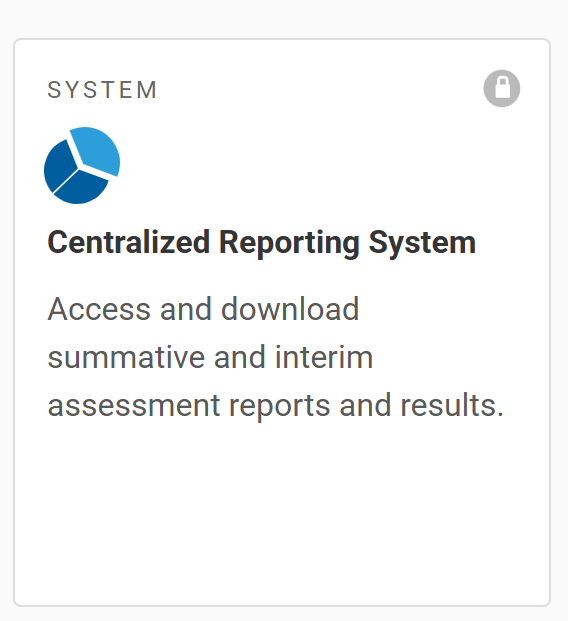 SYSTEM
Centralized Reporting System
Access and download
summative and interim
assessment reports and results.